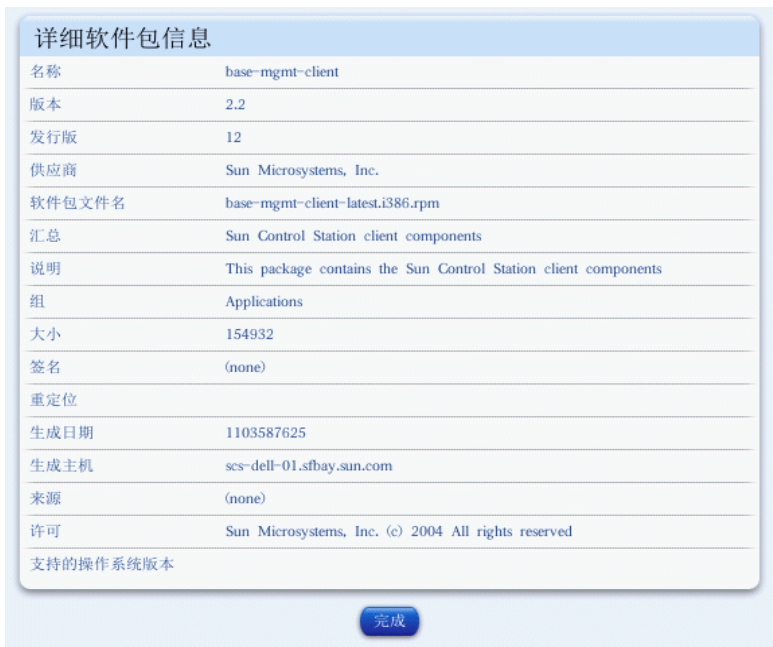 详细软件包信息
名称 base-mgmt-client
版本 2.2
发行版 12
供应商 Sun Microsystems, Inc.
软件包文件名 base-mgmt-client-latest.i386.rpm
汇总 Sun Control Station client components
说明 This package contains the Sun Control Station client components
组 Applications
大小 154932
签名 (none)
重定位
生成日期 1103587625
生成主机 scs-dell-01.sfbay.sun.com
来源 (none)
许可 Sun Microsystems, Inc. (c) 2004 All rights reserved
支持的操作系统版本
完成